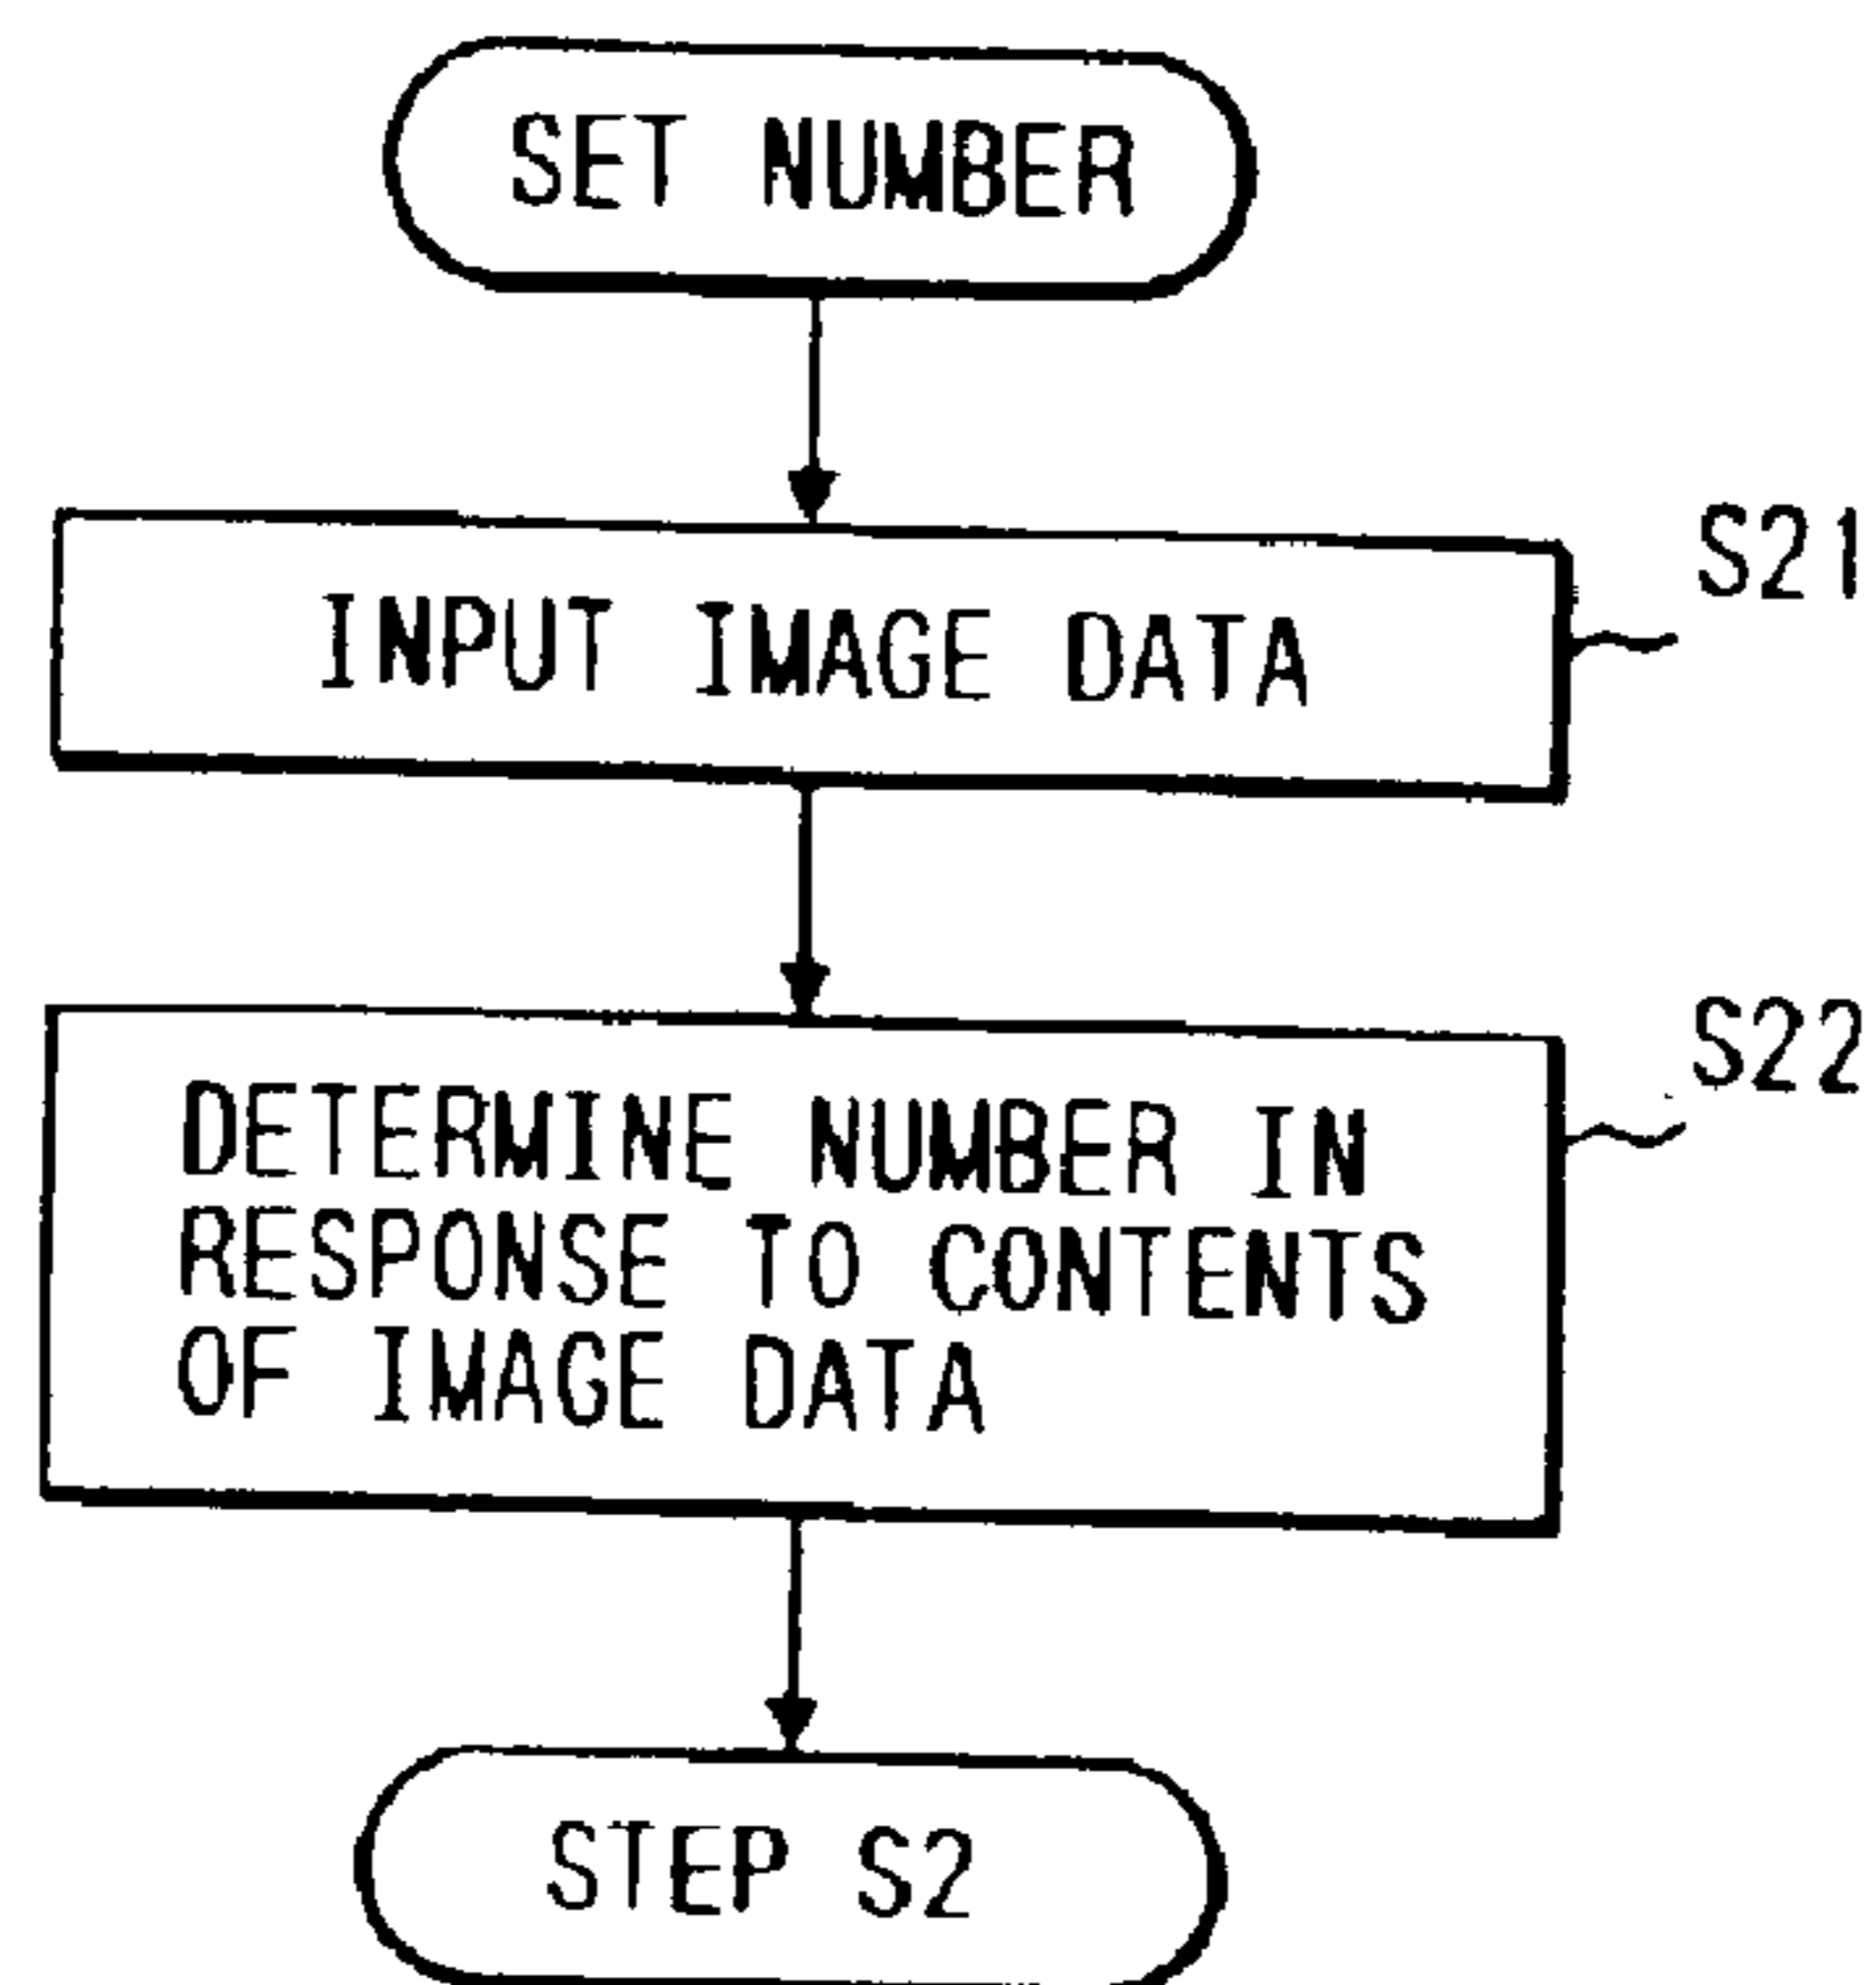 SET NUMBER
S21
INPUT IMAGE DATA
S22
DETERMINE NUMBER IN
RESPONSE TO CONTENTS
OF IMAGE DATA
STEP S2